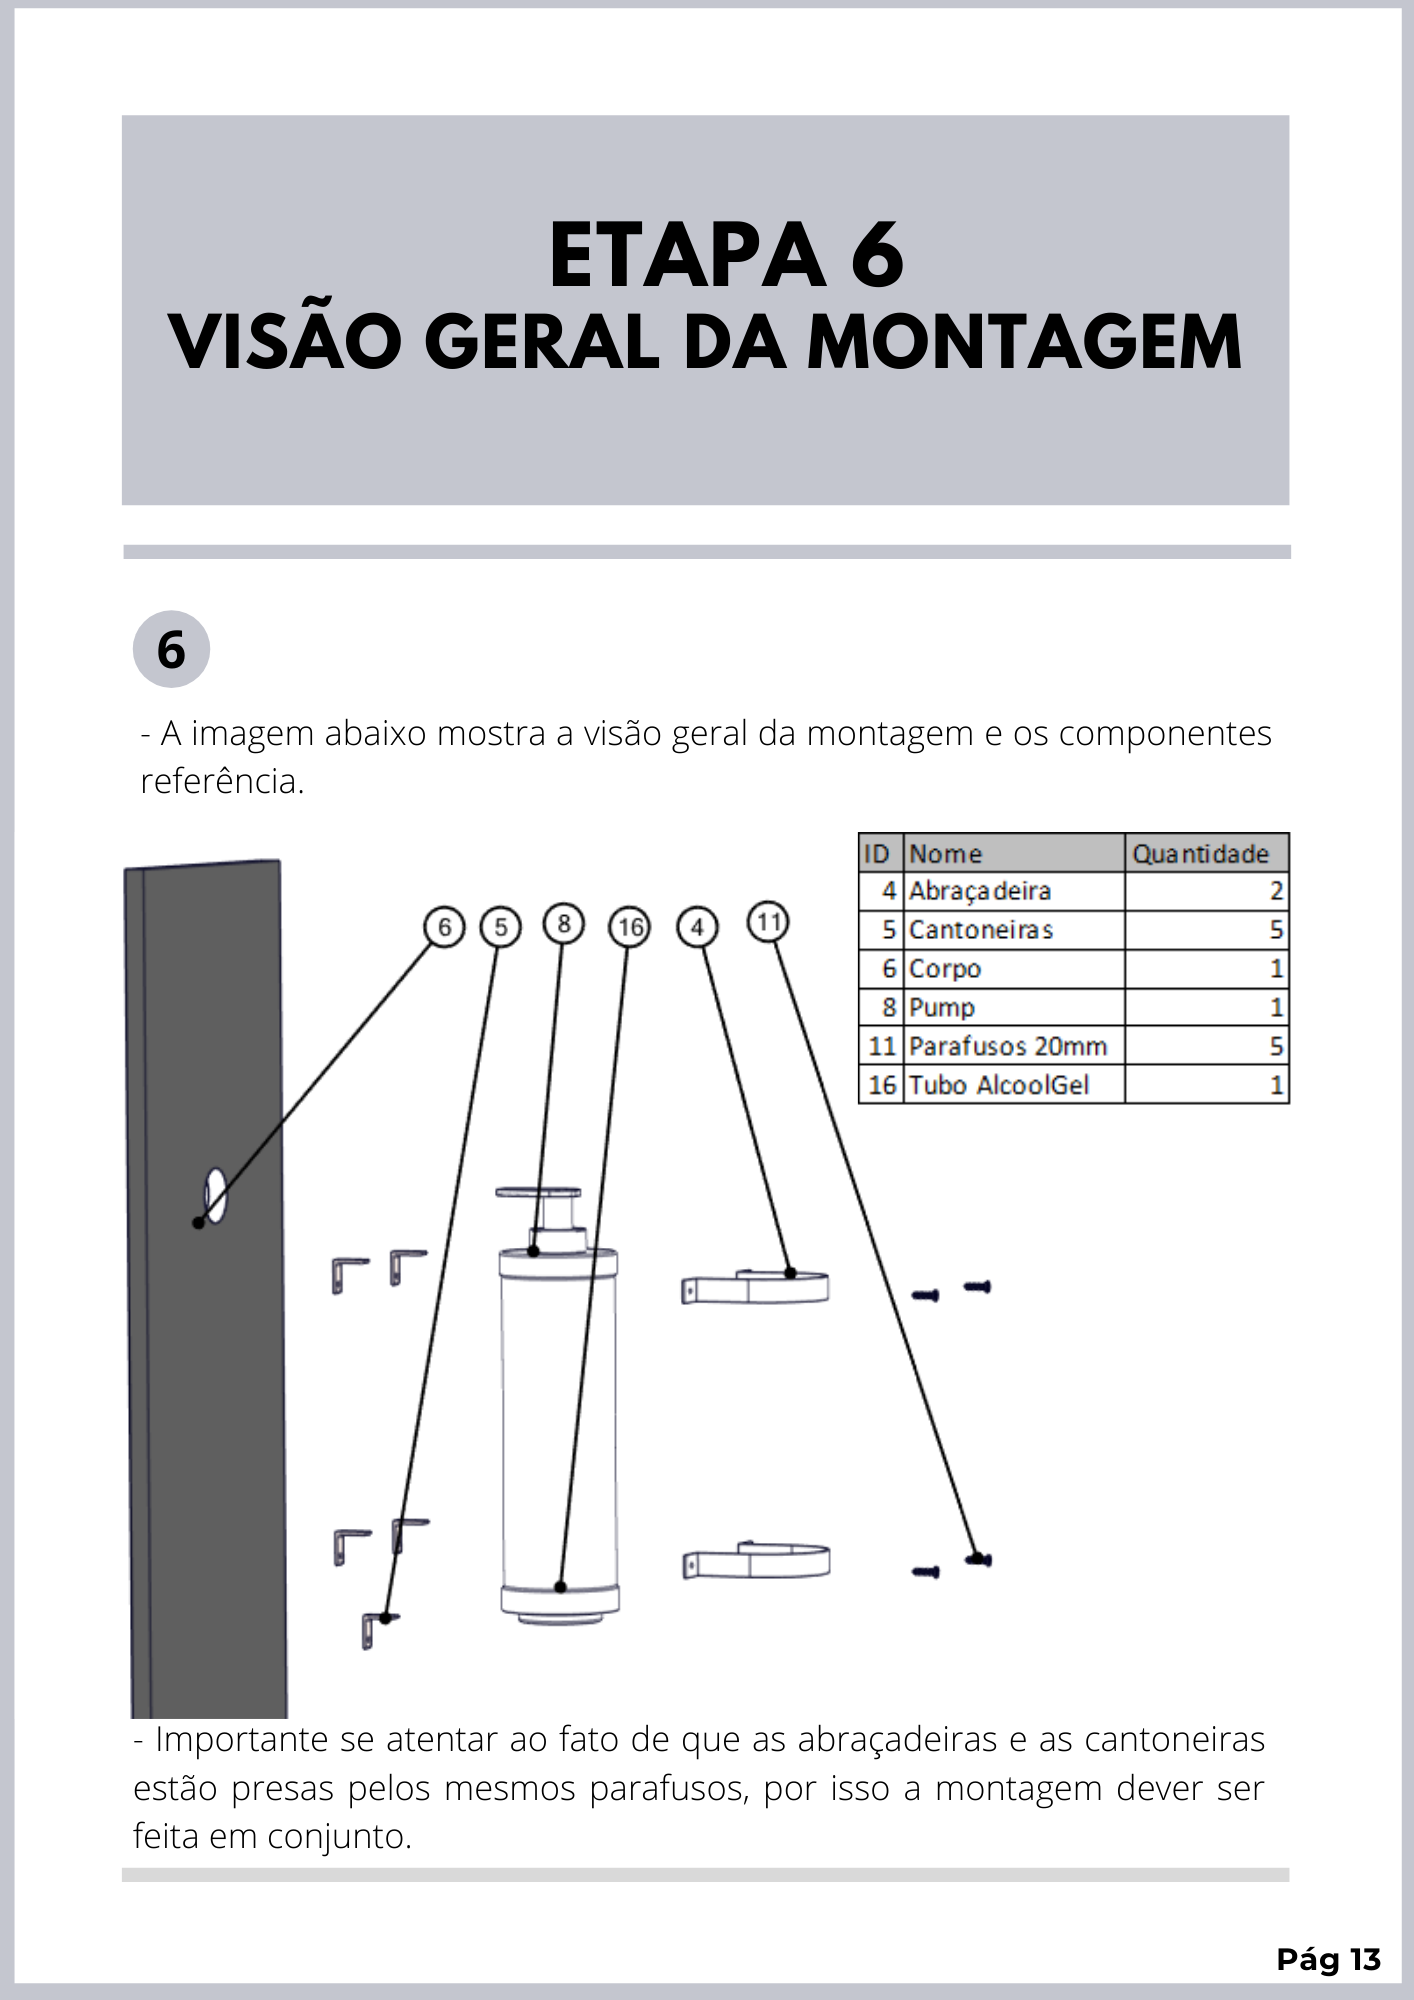 ETAPA 6
VISÃO GERAL DA MONTAGEM
6
- A imagem abaixo mostra a visão geral da montagem e os componentes
referência.
ID Nome Quantidade
4 Abraçadeira 2
5 Cantoneiras 5
6 Corpo 1
8 Pump 1
11 Parafusos 20mm 5
16 Tubo AlcoolGel 1
6 5 8 16 4 11
- Importante se atentar ao fato de que as abraçadeiras e as cantoneiras
estão presas pelos mesmos parafusos, por isso a montagem dever ser
feita em conjunto.
Pág 13